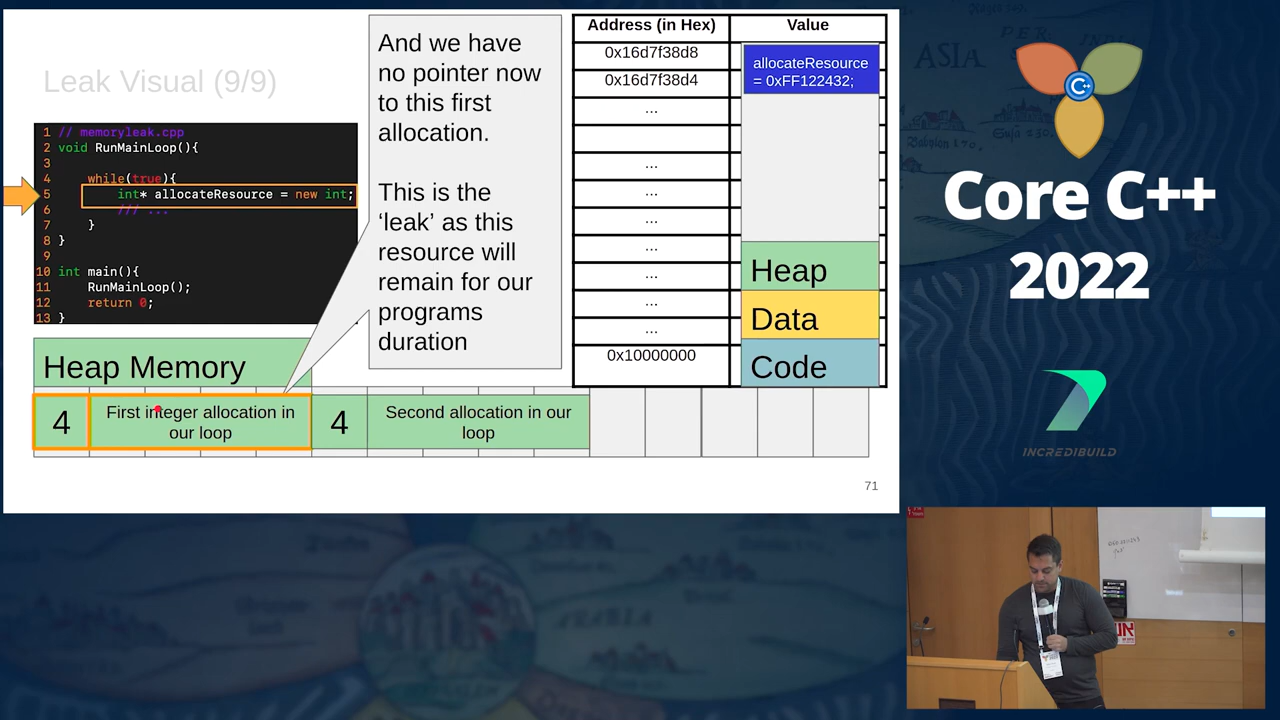 Leak Visual (9/9)
1 // memoryleak.cpp
2 void RunMainLoop(){
3
4 while(true){
5 int* allocateResource = new int;
6 /// ...
7 }
8 }
9
10 int main(){
11 RunMainLoop();
12 return 0;
13 }
And we have
no pointer now
to this first
allocation.
This is the
‘leak’ as this
resource will
remain for our
programs
duration
Address (in Hex) Value
0x16d7f38d8
0x16d7f38d4
allocateResource
= 0xFF122432;
...
...
...
...
...
...
...
...
0x10000000
Heap
Data
Code
Heap Memory
4
First integer allocation in
our loop
4
Second allocation in our
loop
71
ASIA
C++
Core C++
2022
INCREDIBUILD
ARABIA